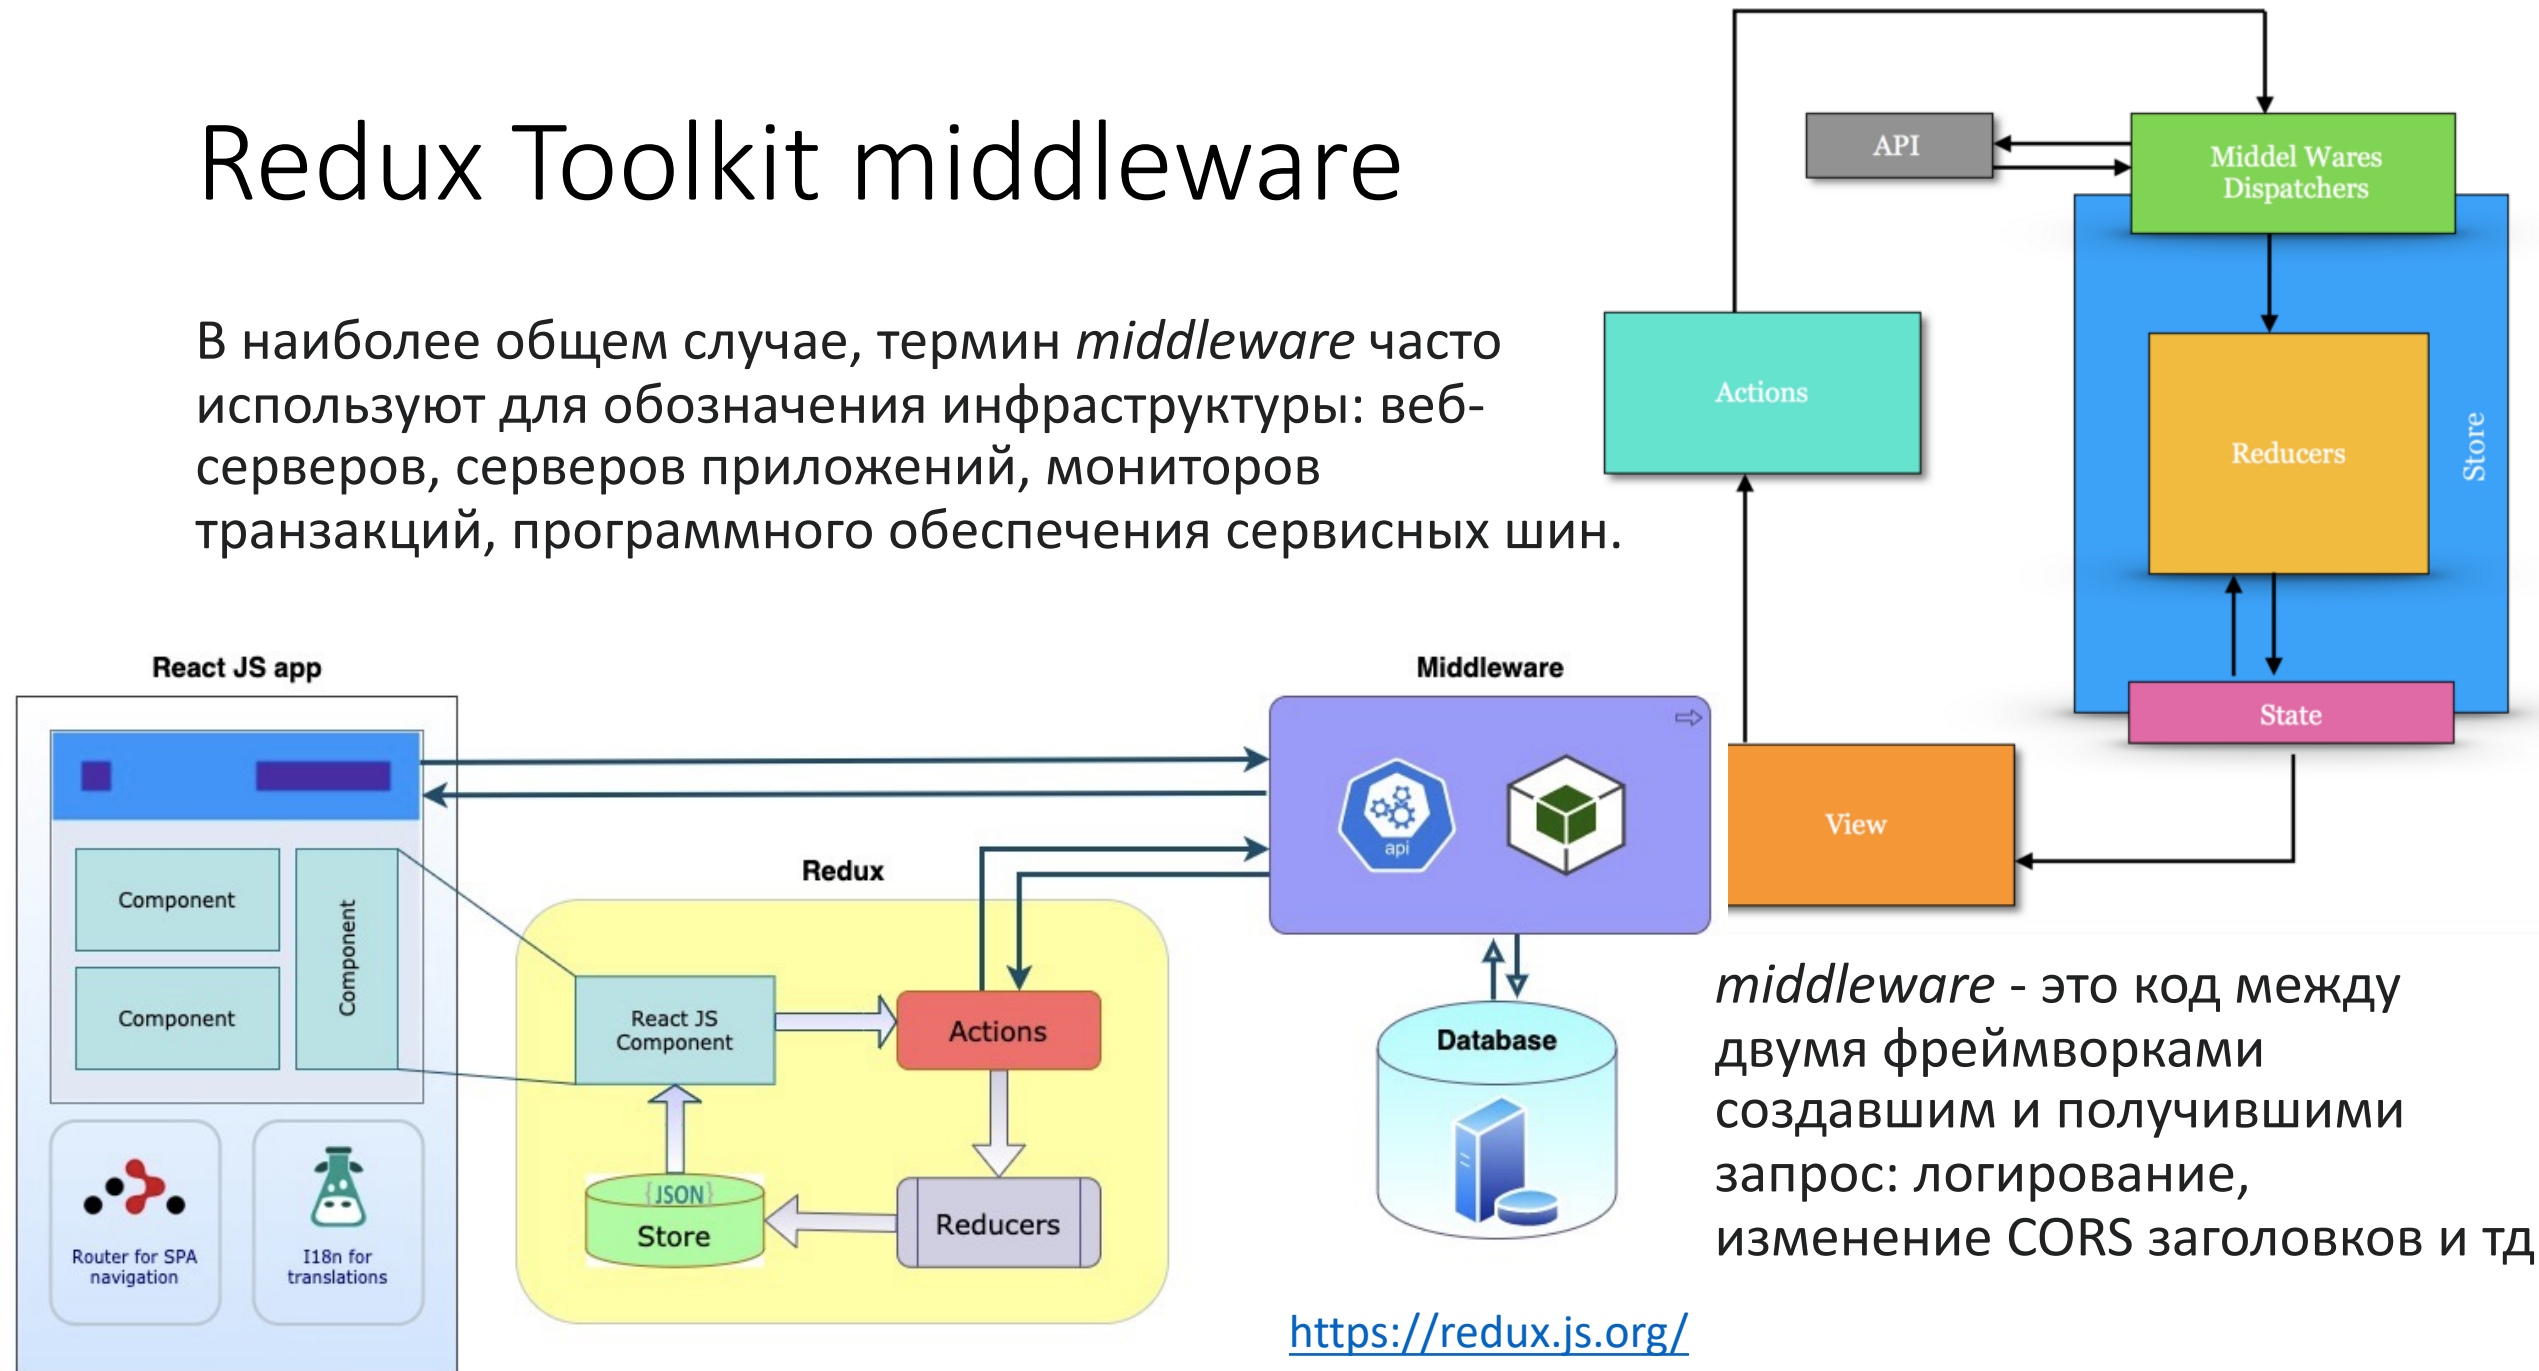 Redux Toolkit middleware
В наиболее общем случае, термин middleware часто
используют для обозначения инфраструктуры: веб-
серверов, серверов приложений, мониторов
транзакций, программного обеспечения сервисных шин.
API
Middel Wares
Dispatchers
Actions
Reducers
Store
State
View
React JS app
Component
Component
Component
Router for SPA
navigation
I18n for
translations
Redux
React JS
Component
Actions
{JSON}
Store
Reducers
Middleware
api
Database
middleware - это код между
двумя фреймворками
создавшим и получившими
запрос: логирование,
изменение CORS заголовков и тд
https://redux.js.org/